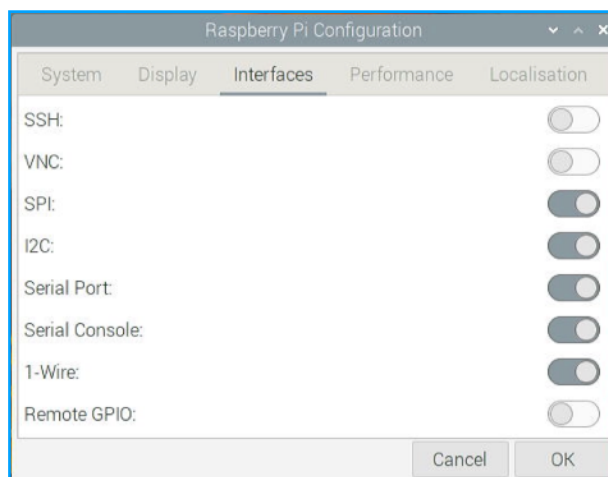 Raspberry Pi Configuration
System Display Interfaces Performance Localisation
SSH:
VNC:
SPI:
I2C:
Serial Port:
Serial Console:
1-Wire:
Remote GPIO:
Cancel OK